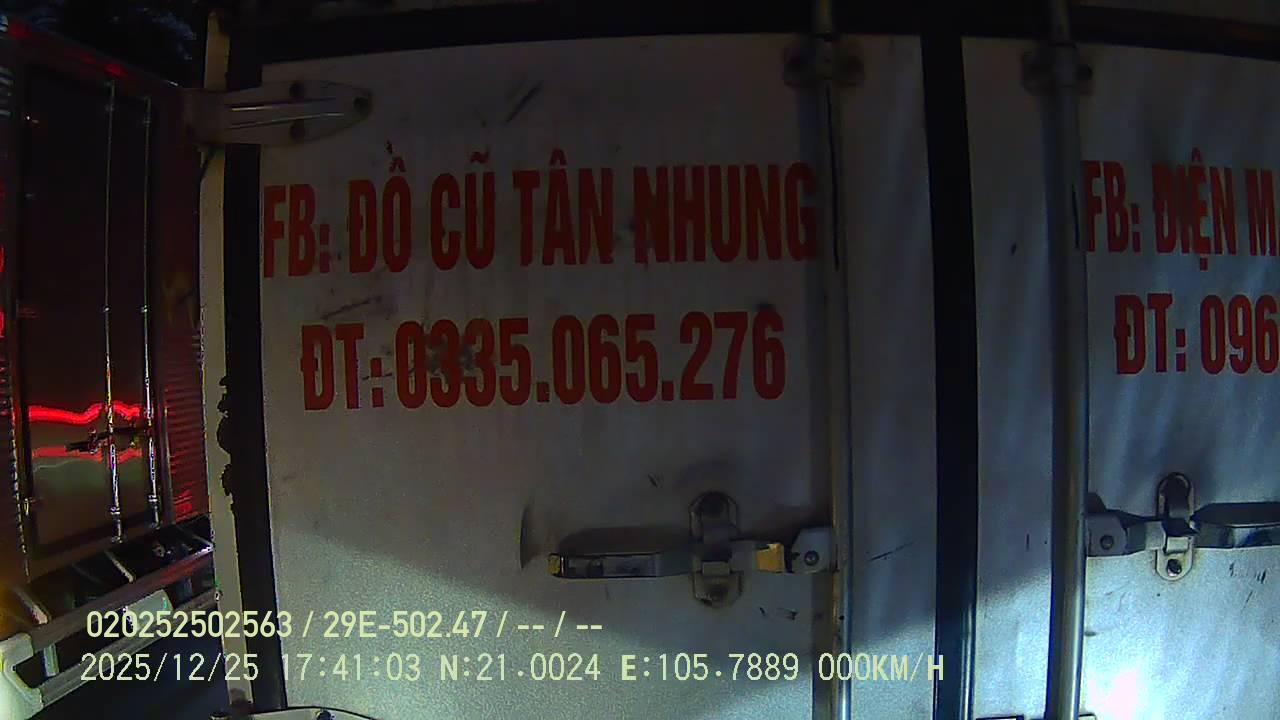 FB: ĐỒ CŨ TÂN NHUNG
ĐT: 0335.065.276
FB: ĐIỆN M
ĐT: 096
020252502563 / 29E-502.47 / -- / --
2025/12/25 17:41:03 N:21.0024 E:105.7889 000KM/H